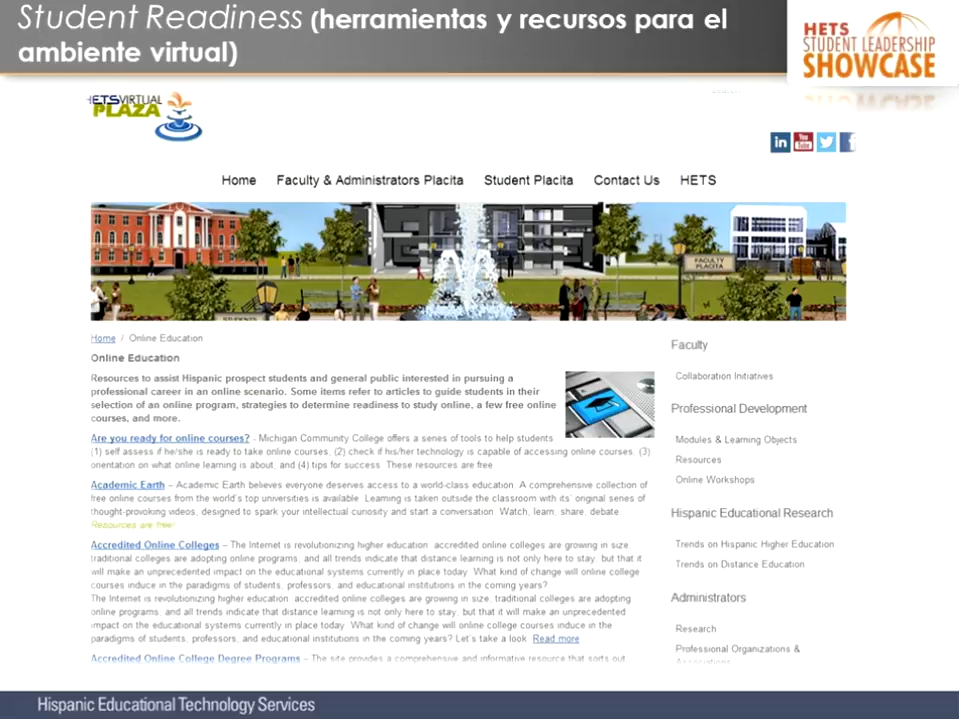 Student Readiness (herramientas y recursos para el
ambiente virtual)
HETS
STUDENT LEADERSHIP
SHOWCASE
HETS VIRTUAL
PLAZA
in
You Tube
f
Home Faculty & Administrators Placita Student Placita Contact Us HETS
FACULTY
PLACITA
STUDENTS
Home / Online Education
Online Education
Resources to assist Hispanic prospect students and general public interested in pursuing a
professional career in an online scenario. Some items refer to articles to guide students in their
selection of an online program, strategies to determine readiness to study online, a few free online
courses, and more.
Are you ready for online courses? - Michigan Community College offers a series of tools to help students
(1) self assess if he/she is ready to take online courses, (2) check if his/her technology is capable of accessing online courses, (3)
orientation on what online learning is about, and (4) tips for success. These resources are free
Academic Earth – Academic Earth believes everyone deserves access to a world-class education. A comprehensive collection of
free online courses from the world's top universities is available. Learning is taken outside the classroom with its' original series of
thought-provoking videos, designed to spark your intellectual curiosity and start a conversation. Watch, learn, share, debate.
Resources are free!
Accredited Online Colleges – The Internet is revolutionizing higher education: accredited online colleges are growing in size,
traditional colleges are adopting online programs, and all trends indicate that distance learning is not only here to stay, but that it
will make an unprecedented impact on the educational systems currently in place today. What kind of change will online college
courses induce in the paradigms of students, professors, and educational institutions in the coming years?
The Internet is revolutionizing higher education: accredited online colleges are growing in size, traditional colleges are adopting
online programs, and all trends indicate that distance learning is not only here to stay, but that it will make an unprecedented
impact on the educational systems currently in place today. What kind of change will online college courses induce in the
paradigms of students, professors, and educational institutions in the coming years? Let's take a look. Read more
Accredited Online College Degree Programs – The site provides a comprehensive and informative resource that sorts out
Faculty
Collaboration Initiatives
Professional Development
Modules & Learning Objects
Resources
Online Workshops
Hispanic Educational Research
Trends on Hispanic Higher Education
Trends on Distance Education
Administrators
Research
Professional Organizations &
Associations
Hispanic Educational Technology Services